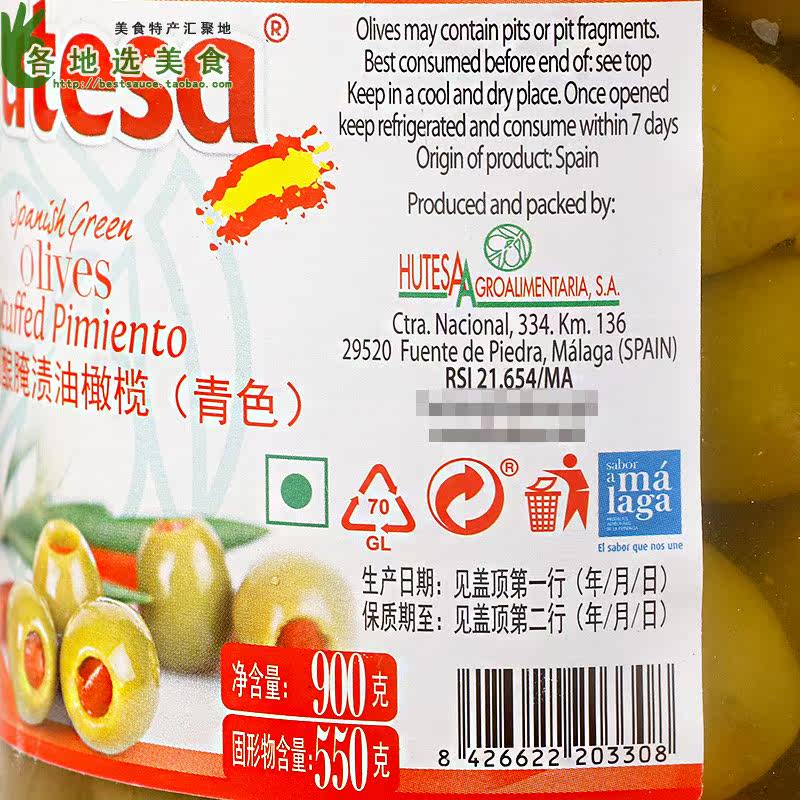 美食特产汇聚地
各地选美食
http://bestsauce.taobao.com
utesa®
Spanish Green
olives
Stuffed Pimiento
酸腌渍油橄榄（青色）
Olives may contain pits or pit fragments.
Best consumed before end of: see top
Keep in a cool and dry place. Once opened
keep refrigerated and consume within 7 days
Origin of product: Spain
Produced and packed by:
HUTESA AGROALIMENTARIA, S.A.
Ctra. Nacional, 334. Km. 136
29520 Fuente de Piedra, Málaga (SPAIN)
RSI 21.654/MA
70
GL
®
sabor
a má
laga
El sabor que nos une
生产日期：见盖顶第一行（年/月/日）
保质期至：见盖顶第二行（年/月/日）
净含量：900克
固形物含量：550克
8 426622 203308